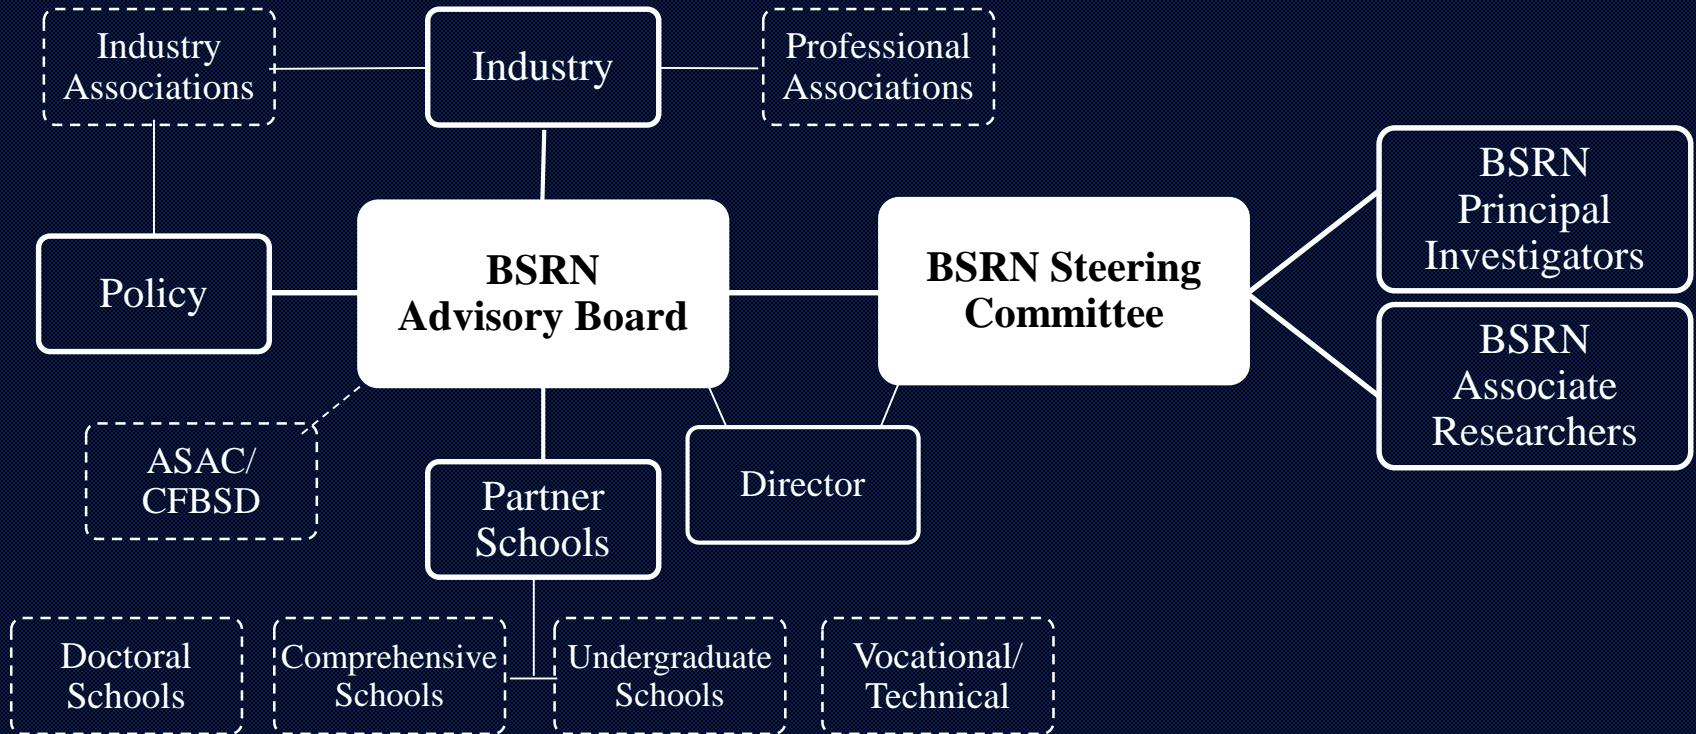 Industry
Associations
Industry
Professional
Associations
BSRN
Principal
Investigators
Policy
BSRN
Advisory Board
BSRN Steering
Committee
BSRN
Associate
Researchers
ASAC/
CFBSD
Partner
Schools
Director
Doctoral
Schools
Comprehensive
Schools
Undergraduate
Schools
Vocational/
Technical